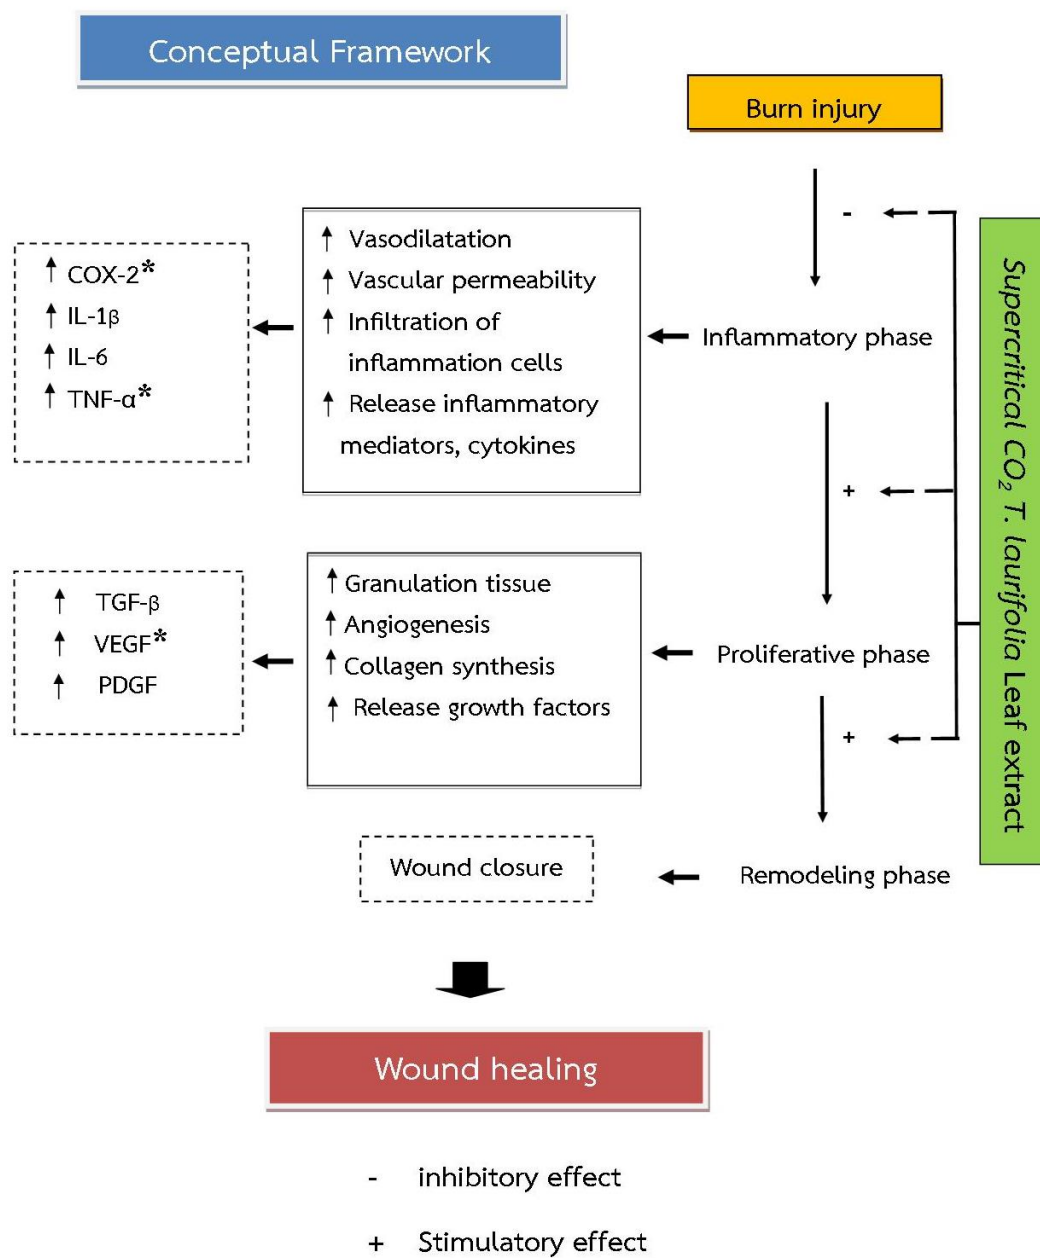 Conceptual Framework
Burn injury
-
↑ Vasodilatation
↑ Vascular permeability
↑ Infiltration of
inflammation cells
↑ Release inflammatory
mediators, cytokines
↑ COX-2*
↑ IL-1β
↑ IL-6
↑ TNF-α*
Inflammatory phase
+
Supercritical CO₂ T. laurifolia Leaf extract
↑ Granulation tissue
↑ Angiogenesis
↑ Collagen synthesis
↑ Release growth factors
↑ TGF-β
↑ VEGF*
↑ PDGF
Proliferative phase
+
Wound closure
Remodeling phase
Wound healing
- inhibitory effect
+ Stimulatory effect